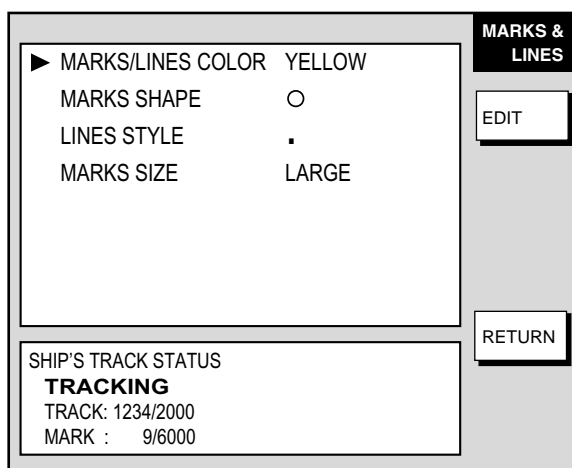 MARKS &
LINES
MARKS/LINES COLOR YELLOW
MARKS SHAPE ○
LINES STYLE .
MARKS SIZE LARGE
EDIT
RETURN
SHIP'S TRACK STATUS
TRACKING
TRACK: 1234/2000
MARK : 9/6000